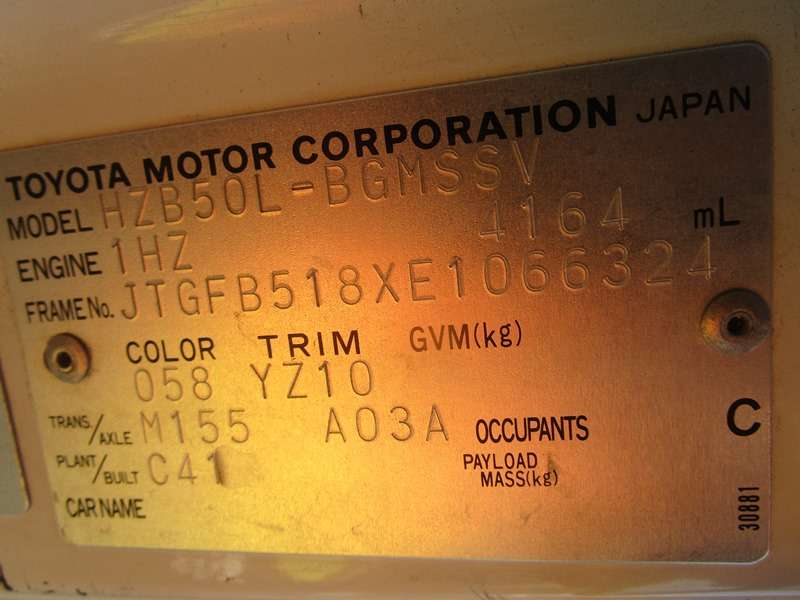 TOYOTA MOTOR CORPORATION JAPAN
MODEL HZB50L-BGMSSV
ENGINE 1HZ 4164 mL
FRAME No. JTGFB518XE1066324
COLOR TRIM GVM(kg)
058 YZ10
TRANS./AXLE M155 A03A OCCUPANTS C
PLANT/BUILT C41 PAYLOAD MASS(kg)
CAR NAME
30881